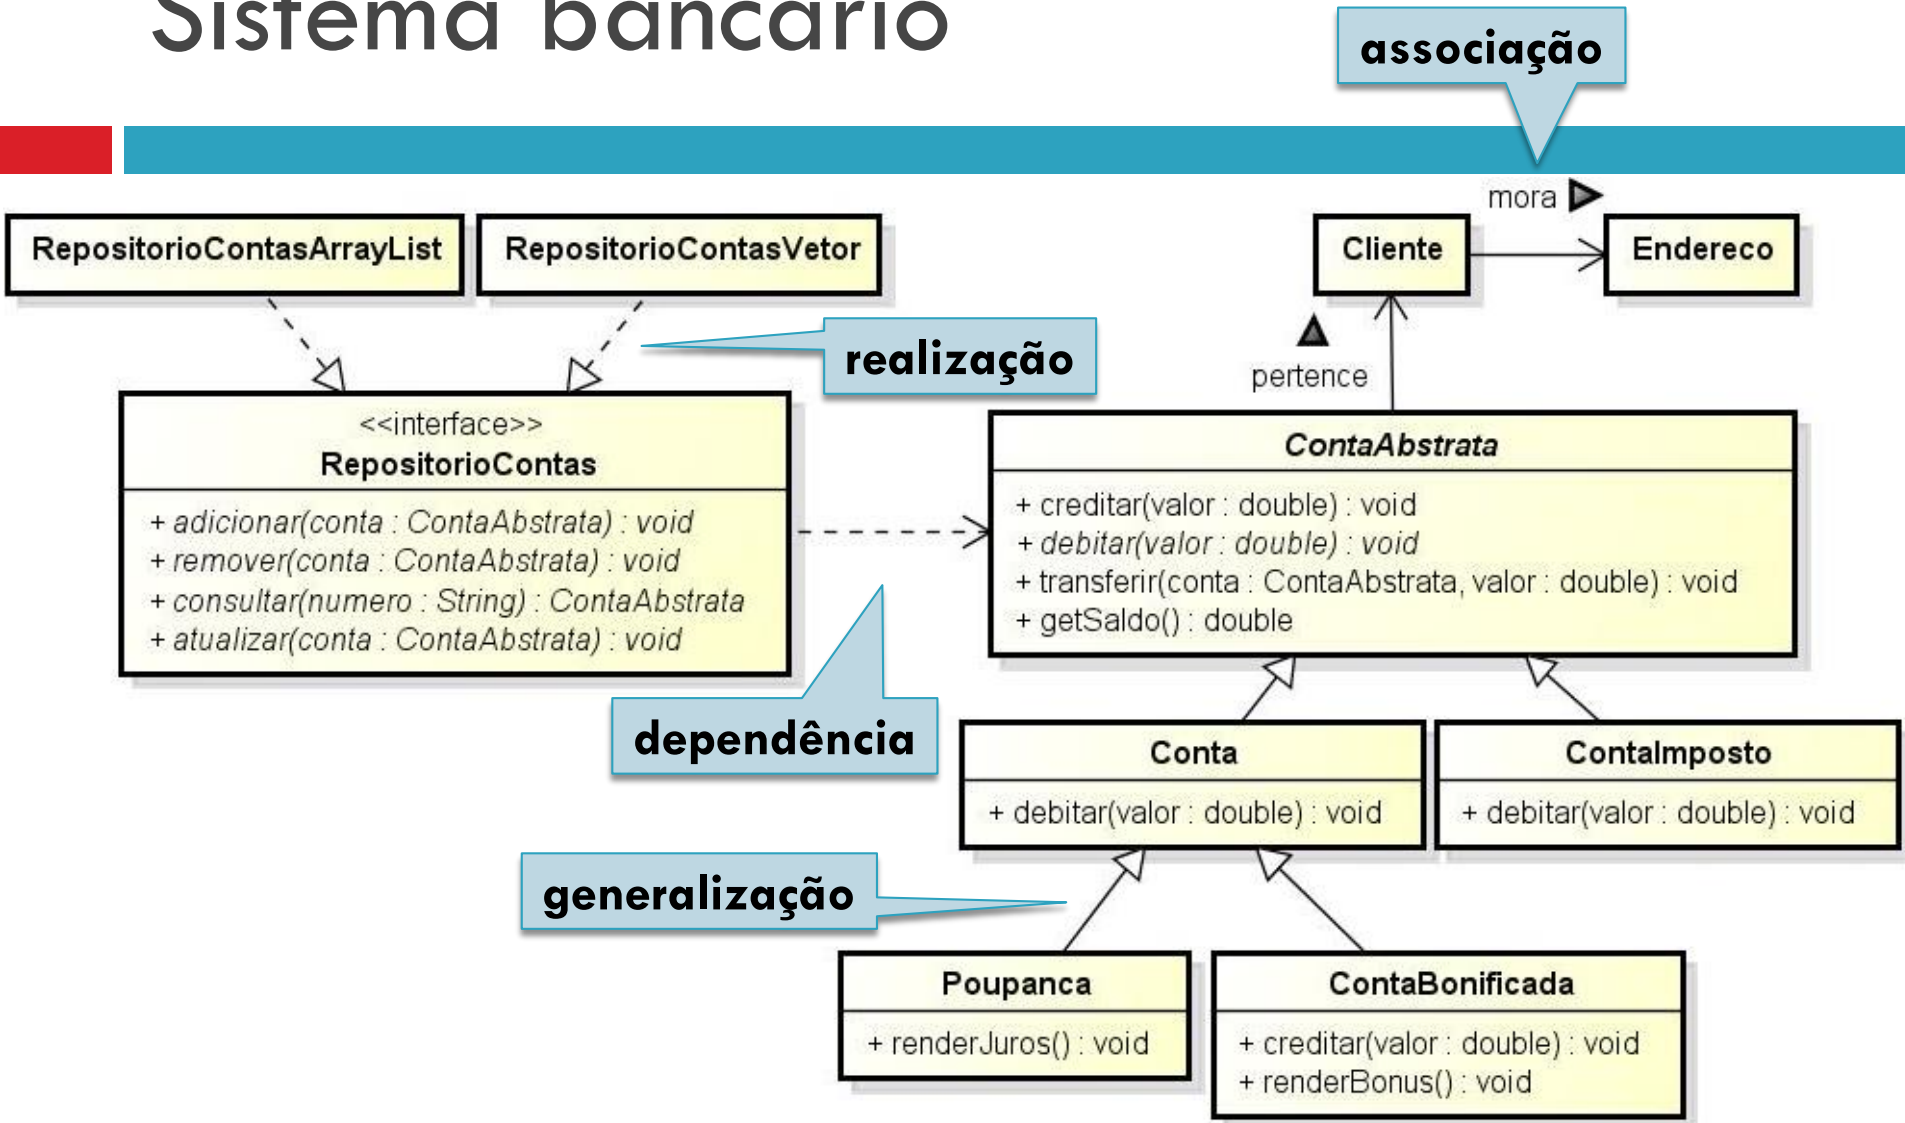 Sistema bancário
associação
mora
RepositorioContasArrayList
RepositorioContasVetor
Cliente
Endereco
realização
pertence
<<interface>>
RepositorioContas
+ adicionar(conta : ContaAbstrata) : void
+ remover(conta : ContaAbstrata) : void
+ consultar(numero : String) : ContaAbstrata
+ atualizar(conta : ContaAbstrata) : void
ContaAbstrata
+ creditar(valor : double) : void
+ debitar(valor : double) : void
+ transferir(conta : ContaAbstrata, valor : double) : void
+ getSaldo() : double
dependência
Conta
+ debitar(valor : double) : void
ContaImposto
+ debitar(valor : double) : void
generalização
Poupanca
+ renderJuros() : void
ContaBonificada
+ creditar(valor : double) : void
+ renderBonus() : void